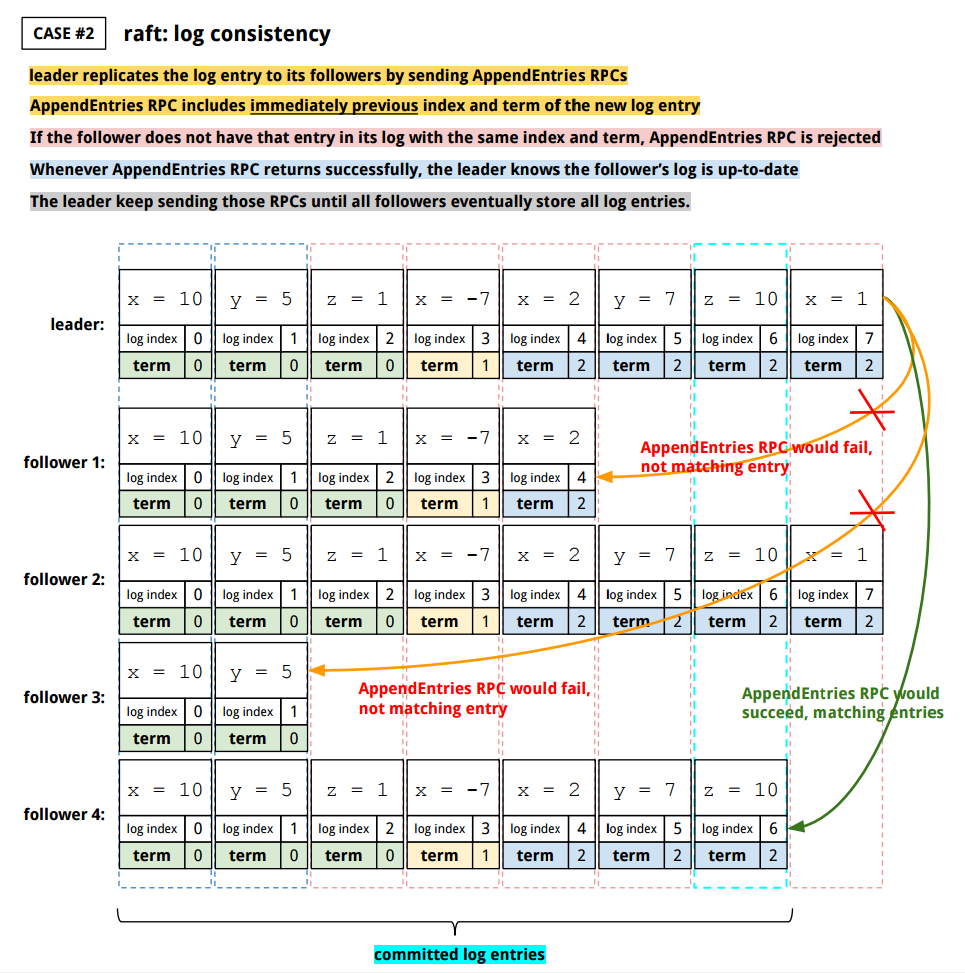 CASE #2 raft: log consistency
leader replicates the log entry to its followers by sending AppendEntries RPCs
AppendEntries RPC includes immediately previous index and term of the new log entry
If the follower does not have that entry in its log with the same index and term, AppendEntries RPC is rejected
Whenever AppendEntries RPC returns successfully, the leader knows the follower's log is up-to-date
The leader keep sending those RPCs until all followers eventually store all log entries.
x = 10 y = 5 z = 1 x = -7 x = 2 y = 7 z = 10 x = 1
leader:
log index 0 log index 1 log index 2 log index 3 log index 4 log index 5 log index 6 log index 7
term 0 term 0 term 0 term 1 term 2 term 2 term 2 term 2
x = 10 y = 5 z = 1 x = -7 x = 2
AppendEntries RPC would fail,
not matching entry
follower 1:
log index 0 log index 1 log index 2 log index 3 log index 4
term 0 term 0 term 0 term 1 term 2
x = 10 y = 5 z = 1 x = -7 x = 2 y = 7 z = 10 x = 1
follower 2:
log index 0 log index 1 log index 2 log index 3 log index 4 log index 5 log index 6 log index 7
term 0 term 0 term 0 term 1 term 2 term 2 term 2 term 2
x = 10 y = 5
follower 3:
log index 0 log index 1
term 0 term 0
AppendEntries RPC would fail,
not matching entry
AppendEntries RPC would
succeed, matching entries
x = 10 y = 5 z = 1 x = -7 x = 2 y = 7 z = 10
follower 4:
log index 0 log index 1 log index 2 log index 3 log index 4 log index 5 log index 6
term 0 term 0 term 0 term 1 term 2 term 2 term 2
committed log entries